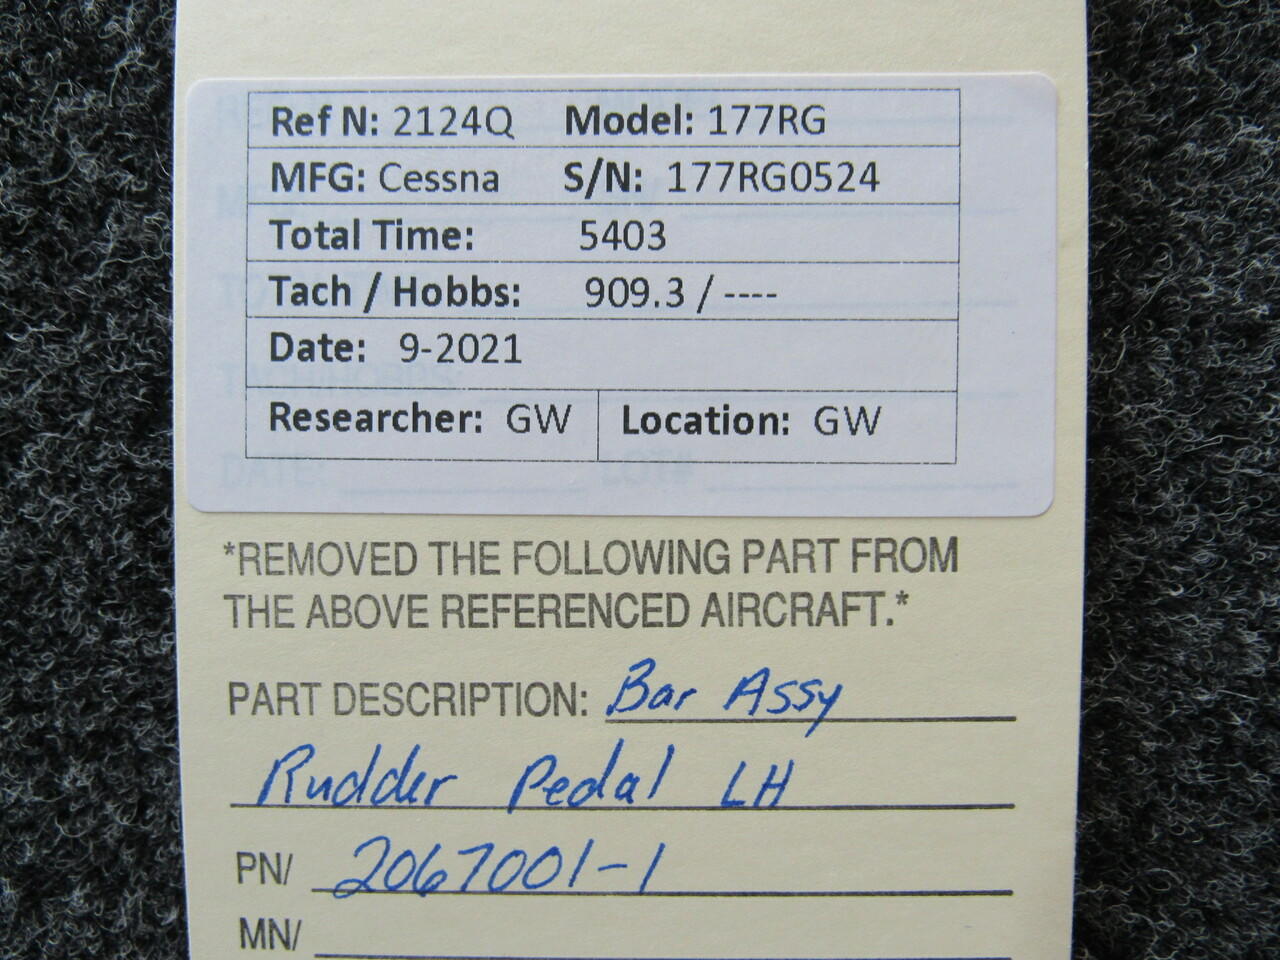 Ref N: 2124Q Model: 177RG
MFG: Cessna S/N: 177RG0524
Total Time: 5403
Tach / Hobbs: 909.3 / ----
Date: 9-2021
Researcher: GW Location: GW
DATE: LOT#
*REMOVED THE FOLLOWING PART FROM
THE ABOVE REFERENCED AIRCRAFT.*
PART DESCRIPTION: Bar Assy
Rudder Pedal LH
PN/ 2067001-1
MN/